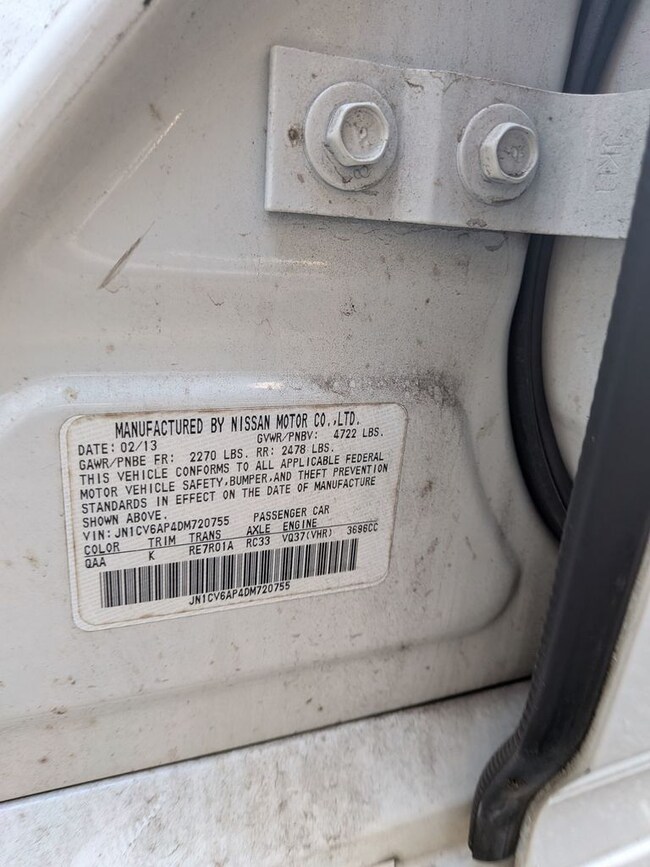 MANUFACTURED BY NISSAN MOTOR CO.,LTD.
DATE: 02/13 GVWR/PNBV: 4722 LBS.
GAWR/PNBE FR: 2270 LBS. RR: 2478 LBS.
THIS VEHICLE CONFORMS TO ALL APPLICABLE FEDERAL
MOTOR VEHICLE SAFETY,BUMPER,AND THEFT PREVENTION
STANDARDS IN EFFECT ON THE DATE OF MANUFACTURE
SHOWN ABOVE.
VIN: JN1CV6AP4DM720755 PASSENGER CAR
COLOR TRIM TRANS AXLE ENGINE
QAA K RE7R01A RC33 VQ37(VHR) 3696CC
JN1CV6AP4DM720755